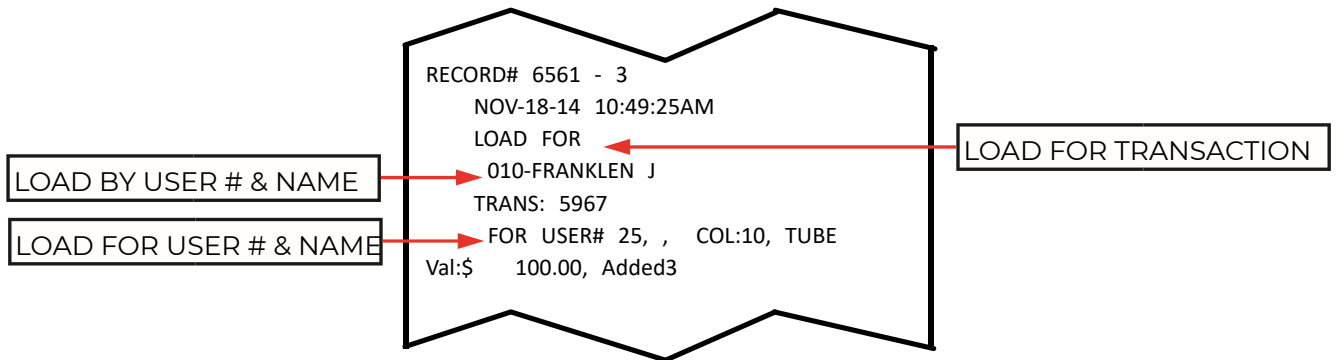 RECORD# 6561 - 3
NOV-18-14 10:49:25AM
LOAD FOR
LOAD FOR TRANSACTION
010-FRANKLEN J
LOAD BY USER # & NAME
TRANS: 5967
FOR USER# 25, , COL:10, TUBE
LOAD FOR USER # & NAME
Val:$ 100.00, Added3